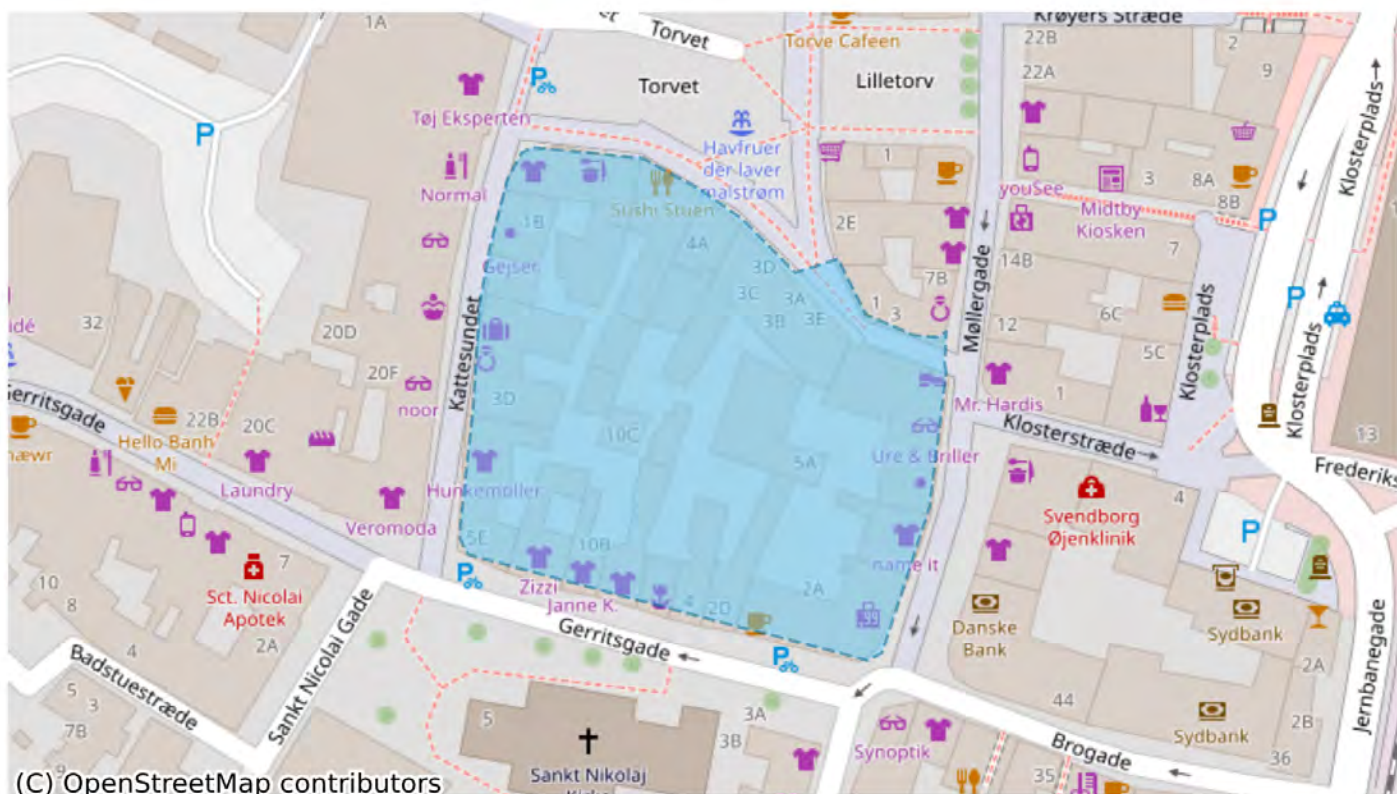 Krøyers Stræde
1A
Torvet
Torve Cafeen
22B
2
22A
9
Torvet
Lilletorv
Klosterplads
Tøj Eksperten
Havfruer
der laver
malstrøm
1
youSee
3
8A
Normal
Midtby
Kiosken
8B
Sushi Stuen
1B
2E
7
4A
14B
Gejser
3D
7B
3C
3A
1
6C
32
3B
3E
3
12
20D
Møllergade
Klosterplads
Klosterplads
idé
Kattesundet
5C
20F
Gerritsgade
noor
3D
Mr. Hardis
1
22B
20C
10C
Klosterstræde
13
Hello Banh
Mi
5A
Ure & Briller
Frederiks
Laundry
Hunkemöller
4
Veromoda
Svendborg
Øjenklinik
5E
10B
name it
7
10
Zizzi
2A
Sct. Nicolai
Apotek
Janne K.
4
2D
8
Gerritsgade
Danske
Bank
Sydbank
2A
4
Badstuestræde
Sankt Nicolai Gade
2A
5
44
3
5
3A
2B
Jernbanegade
7B
3B
Synoptik
Sydbank
Brogade
36
Sankt Nikolaj
35
(C) OpenStreetMap contributors